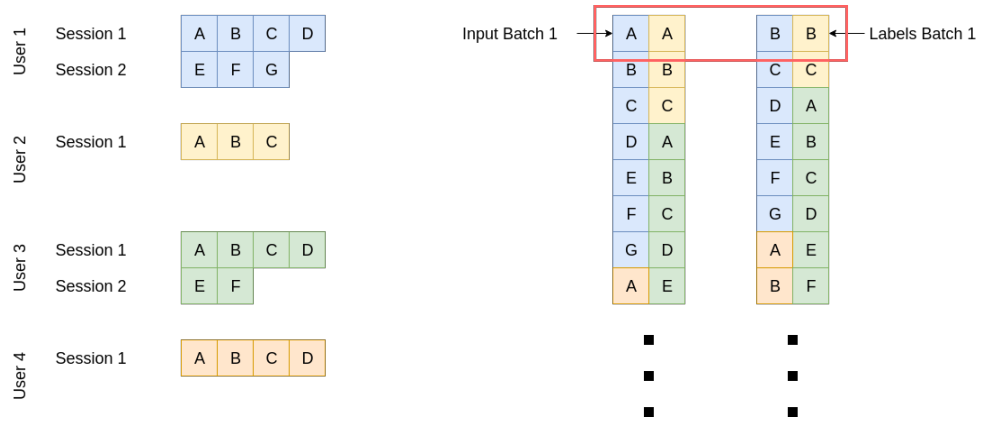 User 1
Session 1
A B C D
Session 2
E F G
User 2
Session 1
A B C
User 3
Session 1
A B C D
Session 2
E F
User 4
Session 1
A B C D
Input Batch 1
A A
B B
C C
D A
E B
F C
G D
A E
B B
C C
D A
E B
F C
G D
A E
B F
Labels Batch 1